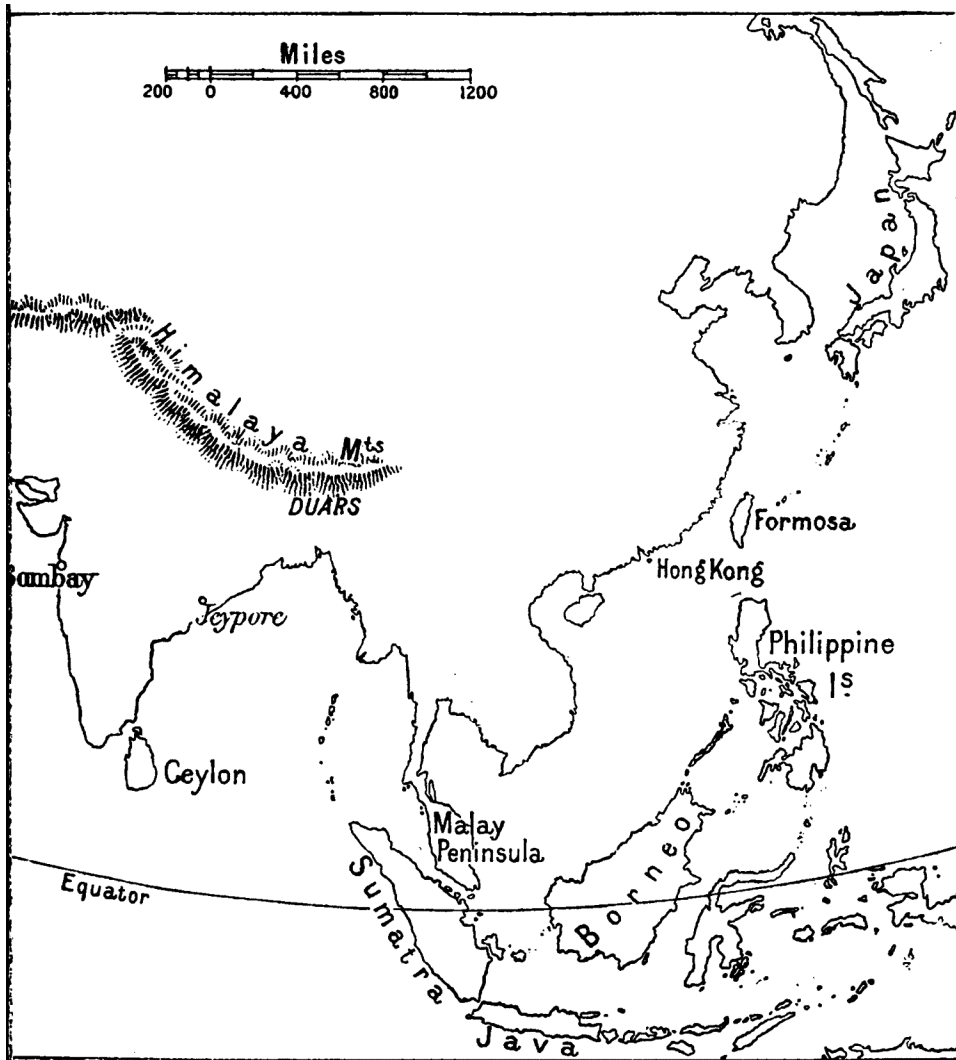 Miles
200 0 400 800 1200
Japan
Himalaya Mts
DUARS
Formosa
Hong Kong
Bombay
Jeypore
Philippine
Is
Ceylon
Malay
Peninsula
Borneo
Equator
Sumatra
Java